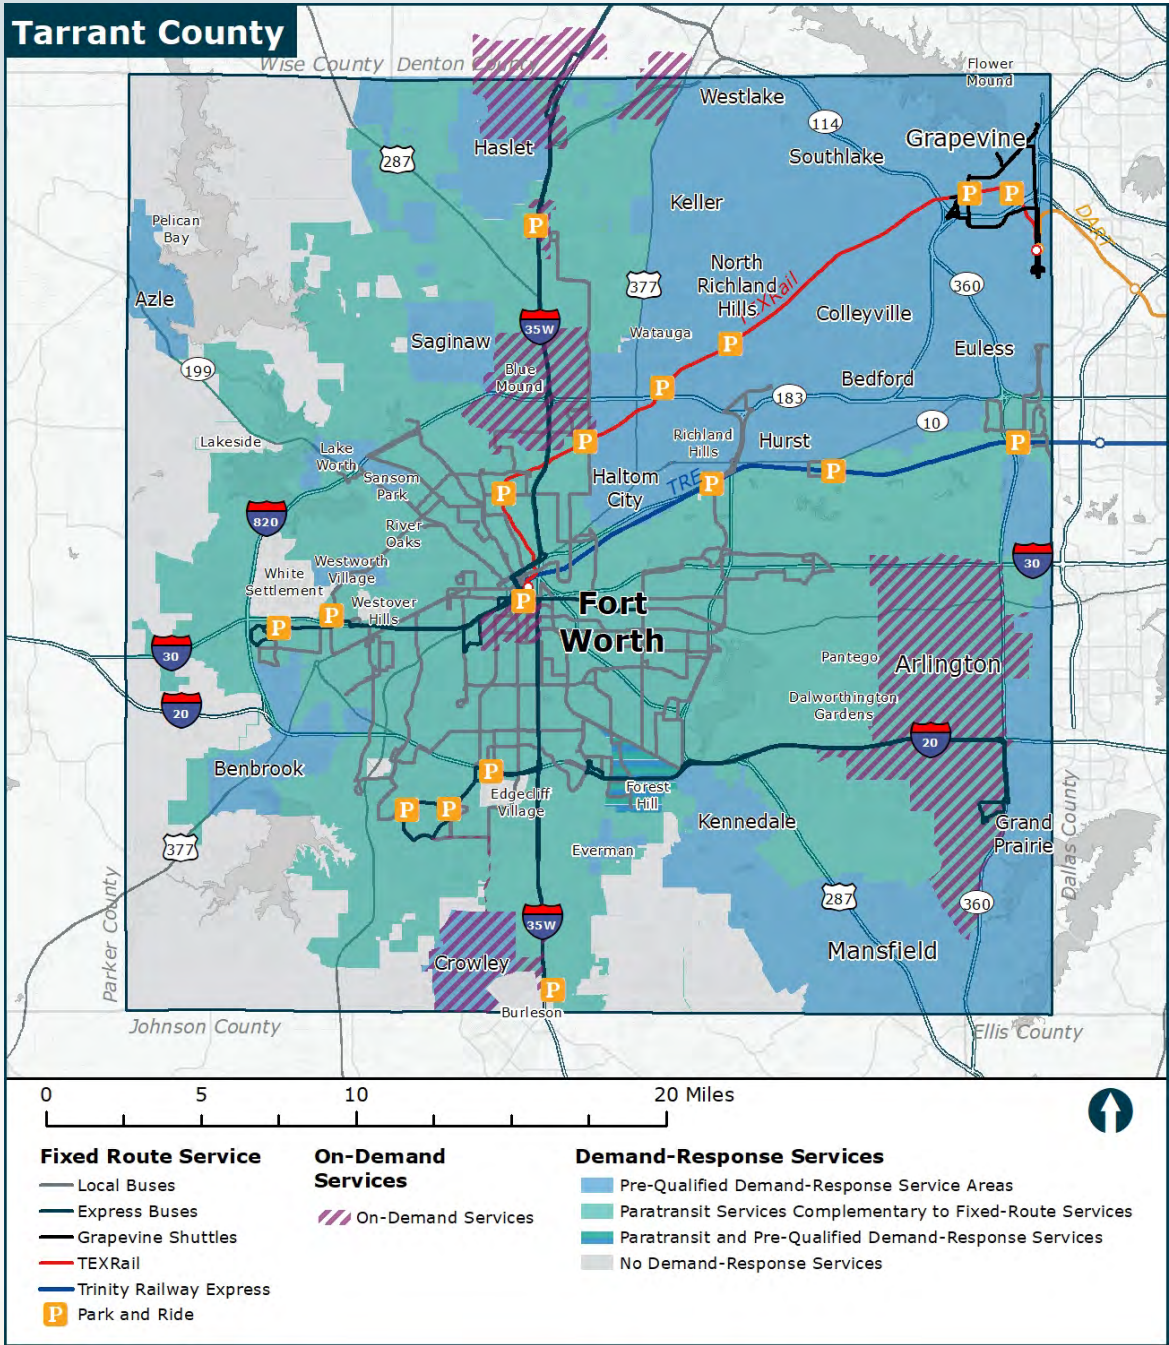 Tarrant County
Wise County
Denton County
Flower
Mound
Westlake
114
Grapevine
Haslet
287
Southlake
P
P
Keller
Pelican
Bay
P
DART
North
Richland
Hills
TEXRail
377
360
Azle
Colleyville
35W
Saginaw
Watauga
P
Euless
199
Blue
Mound
Bedford
P
183
10
Lakeside
Richland
Hills
Hurst
P
P
Lake
Worth
Sansom
Park
Haltom
City
TRE
P
P
P
820
River
Oaks
Westworth
Village
White
Settlement
30
Westover
Hills
P
P
P
Fort
Worth
30
Pantego
Arlington
20
Dalworthington
Gardens
20
Benbrook
P
Edgecliff
Village
Forest
Hill
P
P
Kennedale
Grand
Prairie
377
Everman
Dallas County
287
360
Parker County
35W
Mansfield
Crowley
P
Burleson
Johnson County
Ellis County
0
5
10
20 Miles
Fixed Route Service
Local Buses
Express Buses
Grapevine Shuttles
TEXRail
Trinity Railway Express
P Park and Ride
On-Demand
Services
On-Demand Services
Demand-Response Services
Pre-Qualified Demand-Response Service Areas
Paratransit Services Complementary to Fixed-Route Services
Paratransit and Pre-Qualified Demand-Response Services
No Demand-Response Services